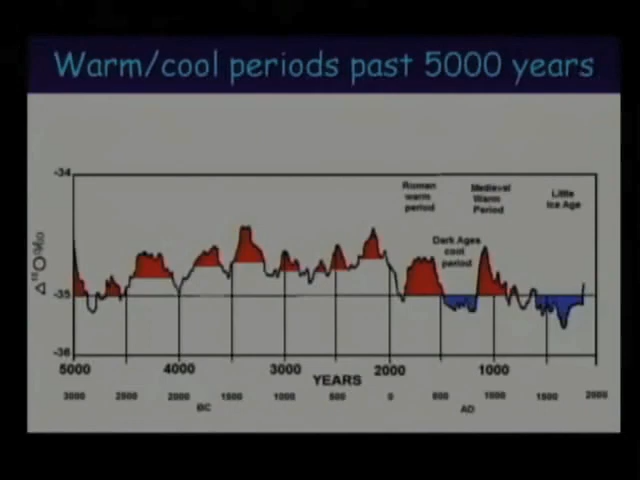 Warm/cool periods past 5000 years
-34
Roman
warm
period
Medieval
Warm
Period
Little
Ice Age
Dark Ages
cool
period
Δ¹⁸O‰
-35
-36
5000 4000 3000 2000 1000
YEARS
3000 2500 2000 1500 1000 500 0 500 1000 1500 2000
BC AD